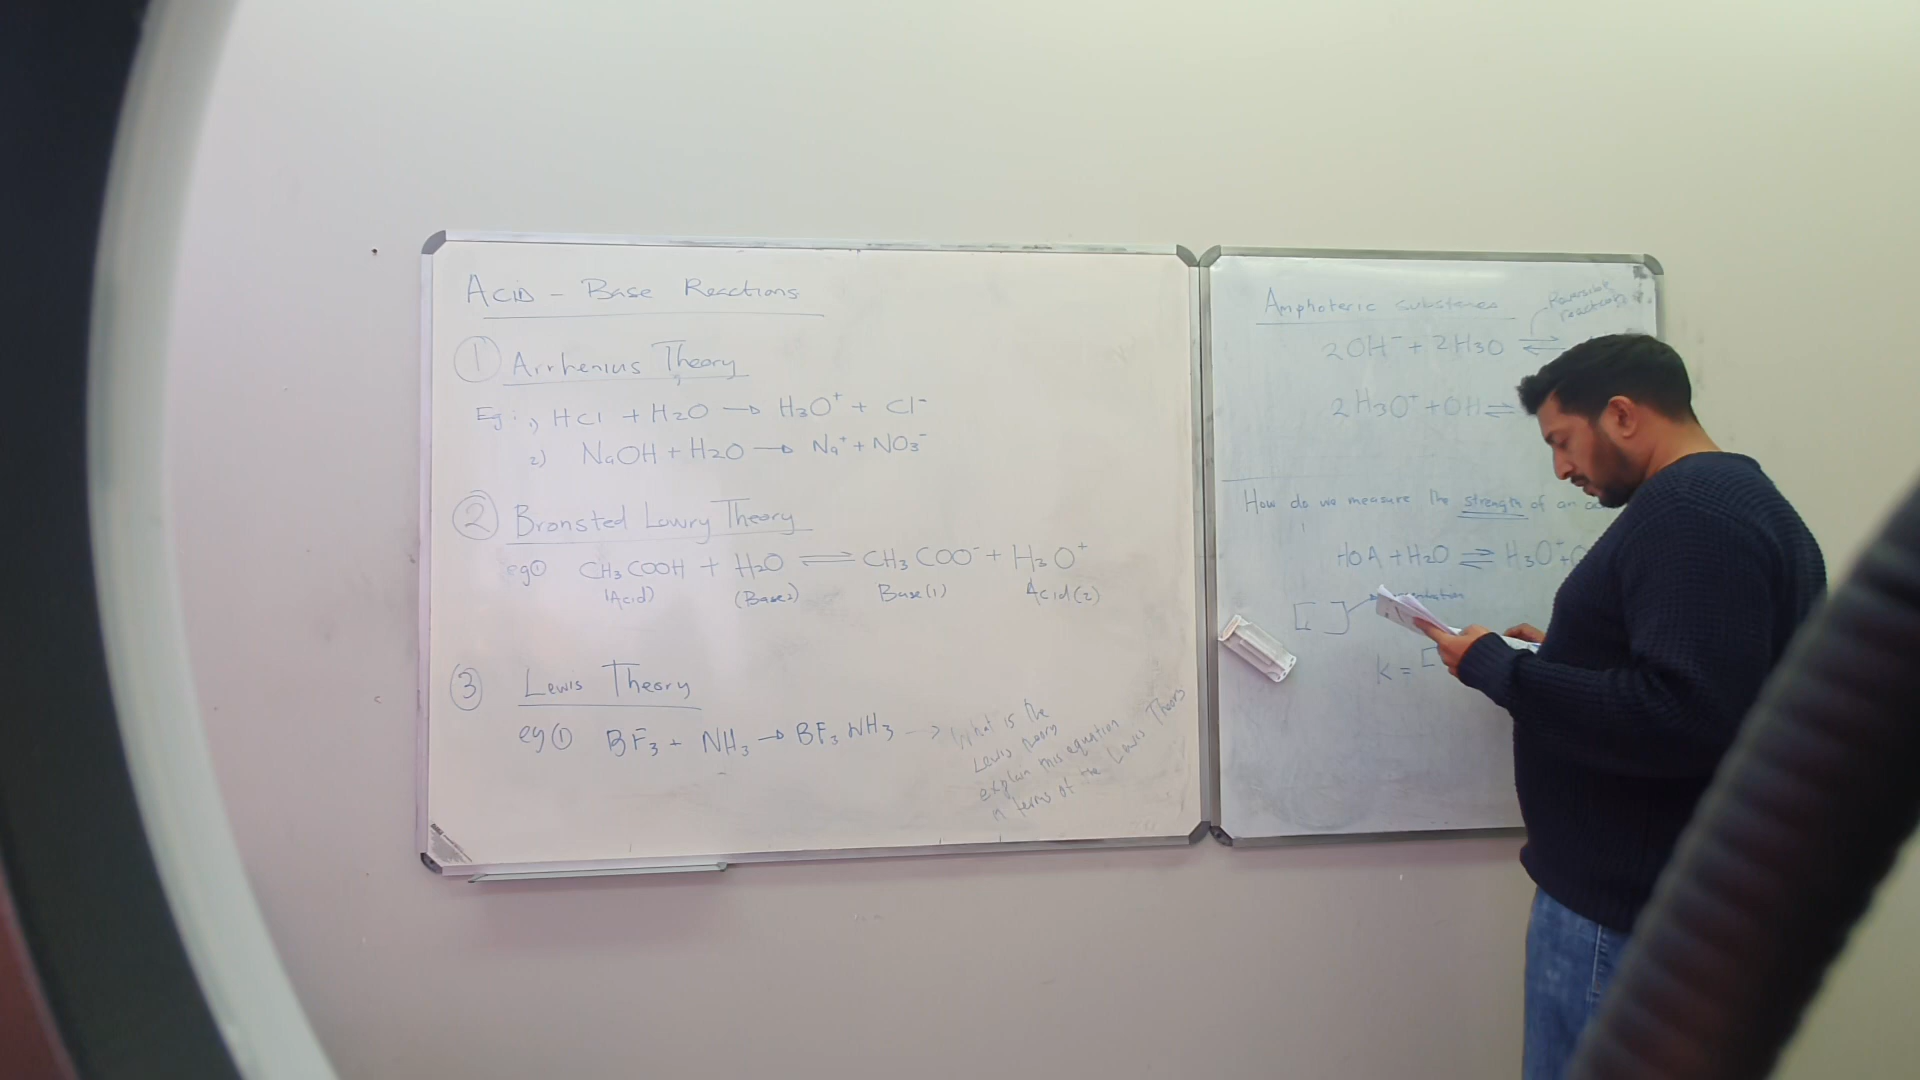 Acid - Base Reactions
① Arrhenius Theory
Eg: 1) HCl + H2O → H3O⁺ + Cl⁻
2) NaOH + H2O → Na⁺ + NO3⁻
② Bronsted Lowry Theory
eg① CH3COOH + H2O ⇌ CH3COO⁻ + H3O⁺
(Acid) (Base2) Base(1) Acid(2)
③ Lewis Theory
eg① BF3 + NH3 → BF3NH3 → What is the
Lewis theory
explain this equation
in terms of the Lewis Theory
Amphoteric Substances
Reversible
reaction
2OH⁻ + 2H3O ⇌
2H3O⁺ + OH ⇌
How do we measure the strength of an
HOA + H2O ⇌ H3O⁺ +
[ ]
k = [